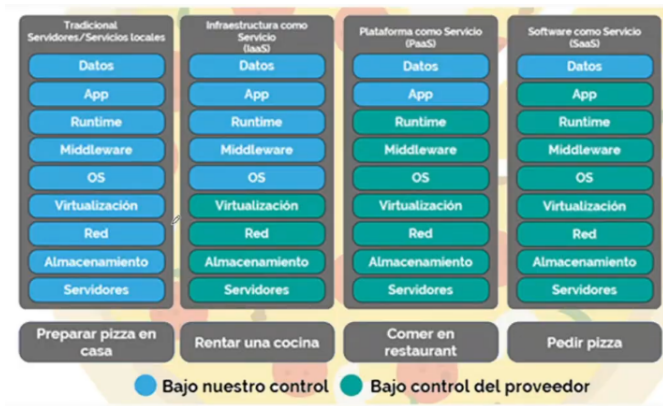 Tradicional
Servidores/Servicios locales
Datos
App
Runtime
Middleware
OS
Virtualización
Red
Almacenamiento
Servidores
Preparar pizza en
casa
Infraestructura como
Servicio
(IaaS)
Datos
App
Runtime
Middleware
OS
Virtualización
Red
Almacenamiento
Servidores
Rentar una cocina
Plataforma como Servicio
(PaaS)
Datos
App
Runtime
Middleware
OS
Virtualización
Red
Almacenamiento
Servidores
Comer en
restaurant
Software como Servicio
(SaaS)
Datos
App
Runtime
Middleware
OS
Virtualización
Red
Almacenamiento
Servidores
Pedir pizza
Bajo nuestro control
Bajo control del proveedor